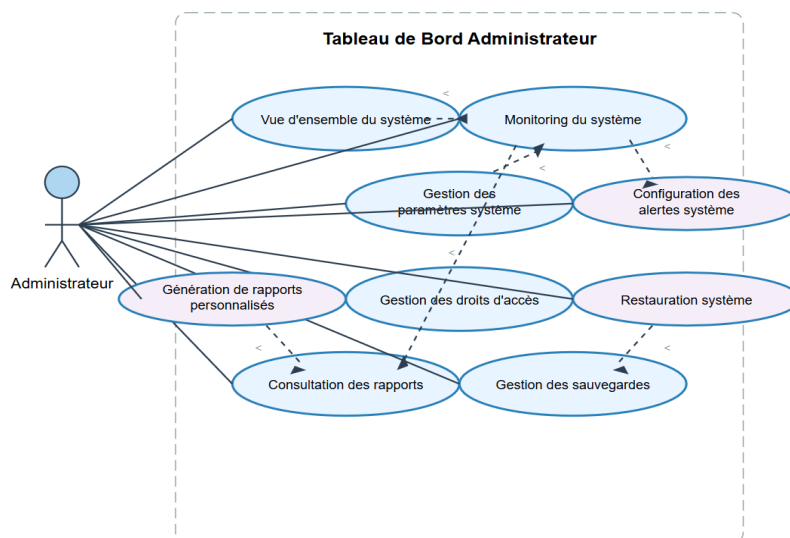 Tableau de Bord Administrateur
<
Vue d'ensemble du système
Monitoring du système
<
<
Gestion des
paramètres système
Configuration des
alertes système
<
Administrateur
Génération de rapports
personnalisés
Gestion des droits d'accès
Restauration système
<
<
Consultation des rapports
Gestion des sauvegardes